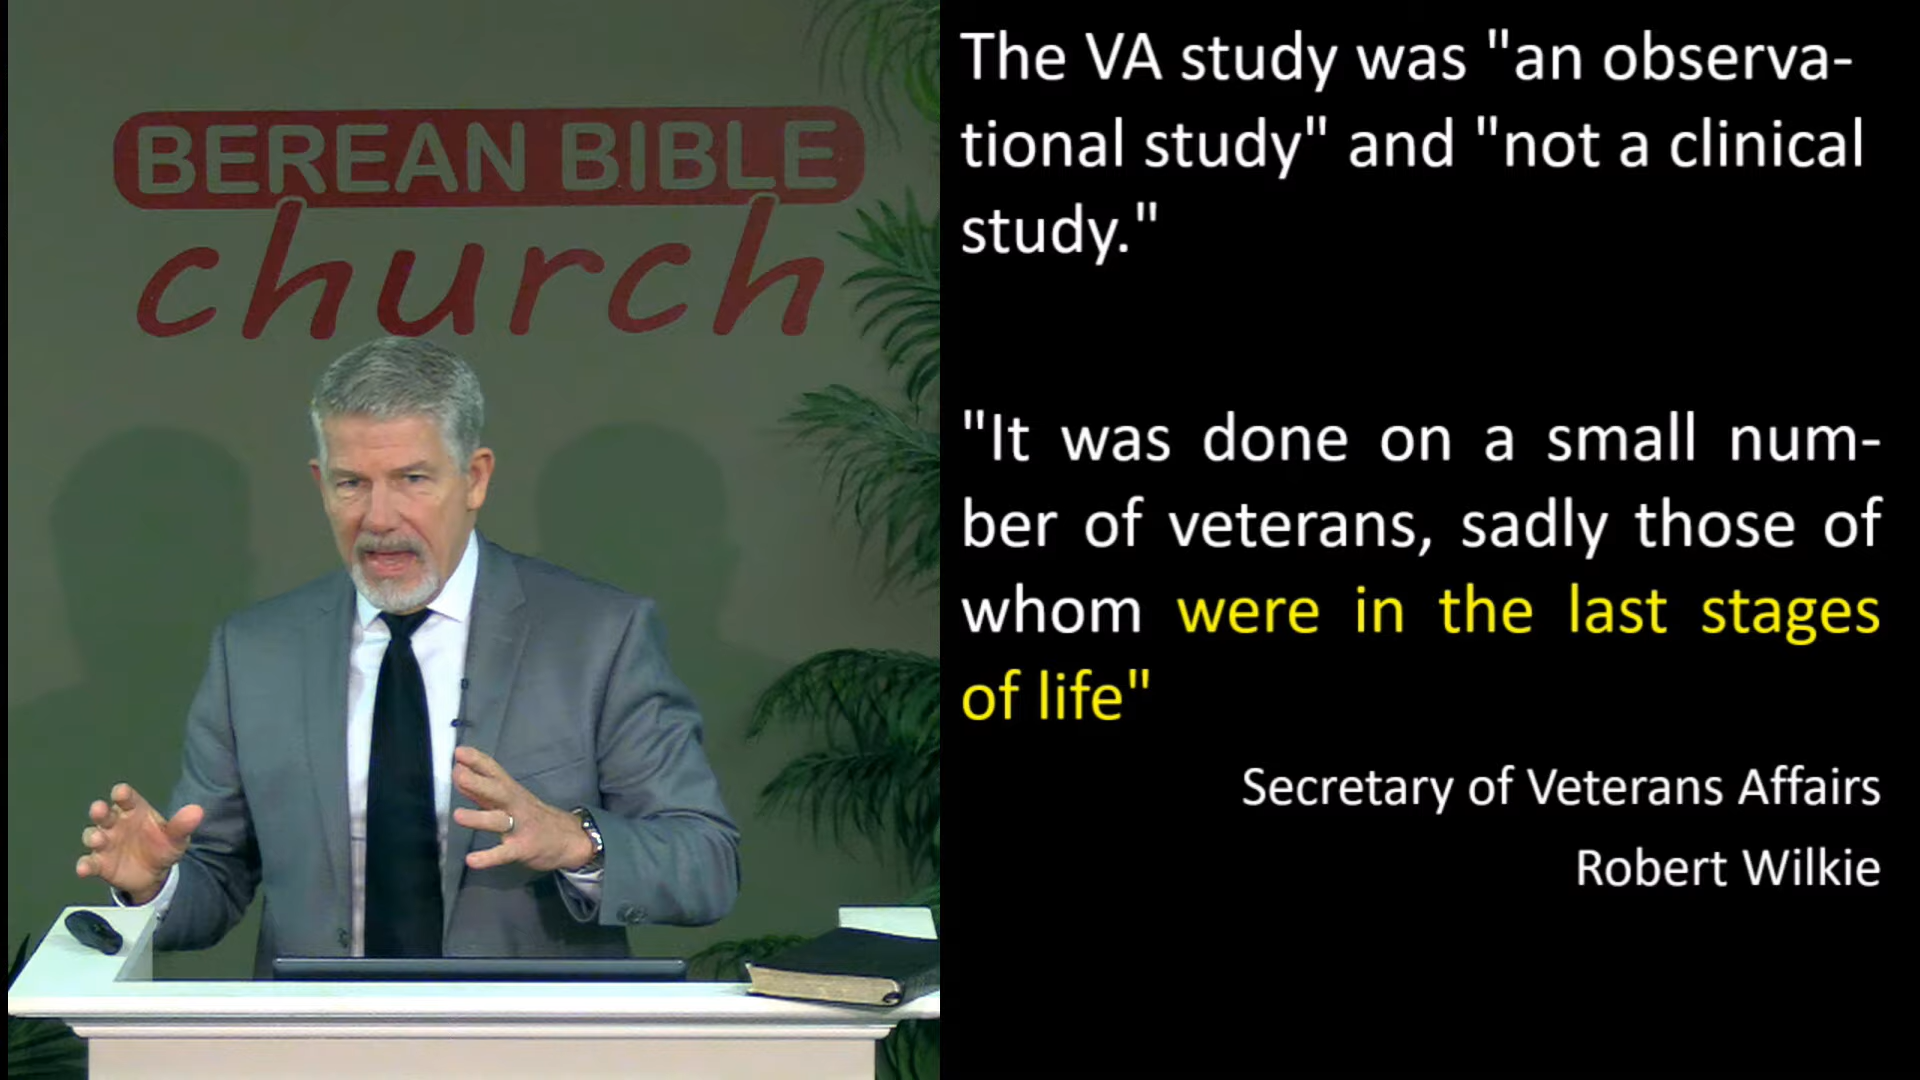 BEREAN BIBLE
church
The VA study was "an observa-
tional study" and "not a clinical
study."
"It was done on a small num-
ber of veterans, sadly those of
whom were in the last stages
of life"
Secretary of Veterans Affairs
Robert Wilkie